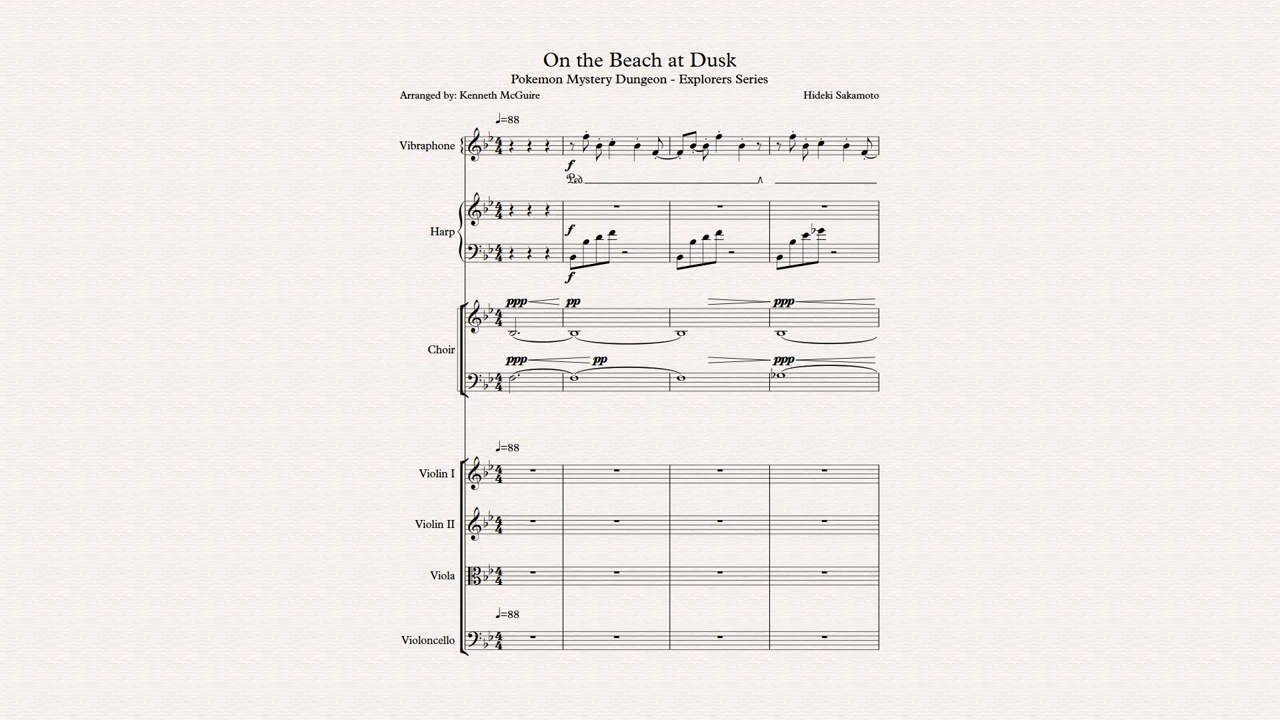 On the Beach at Dusk
Pokemon Mystery Dungeon - Explorers Series
Arranged by: Kenneth McGuire
Hideki Sakamoto
♩=88
Vibraphone
f
Ped
Harp
f
f
ppp pp ppp
Choir
ppp pp ppp
♩=88
Violin I
Violin II
Viola
♩=88
Violoncello